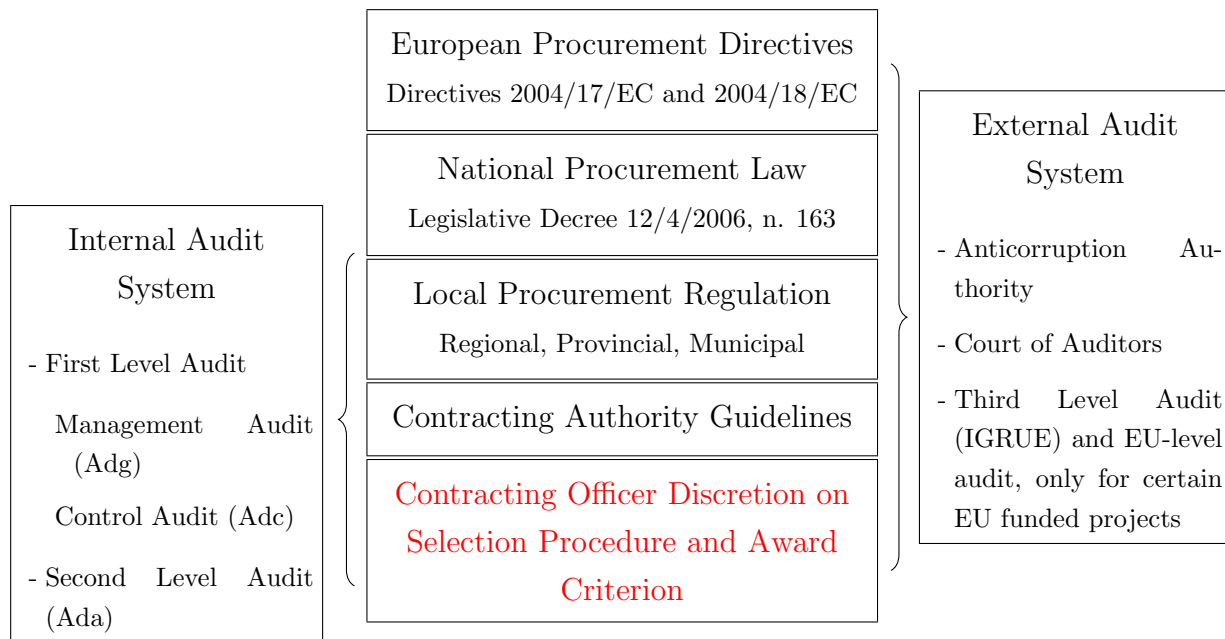 European Procurement Directives
Directives 2004/17/EC and 2004/18/EC
National Procurement Law
Legislative Decree 12/4/2006, n. 163
Local Procurement Regulation
Regional, Provincial, Municipal
Contracting Authority Guidelines
Contracting Officer Discretion on
Selection Procedure and Award
Criterion
Internal Audit
System
- First Level Audit
Management Audit
(Adg)
Control Audit (Adc)
- Second Level Audit
(Ada)
External Audit
System
- Anticorruption Au-
thority
- Court of Auditors
- Third Level Audit
(IGRUE) and EU-level
audit, only for certain
EU funded projects